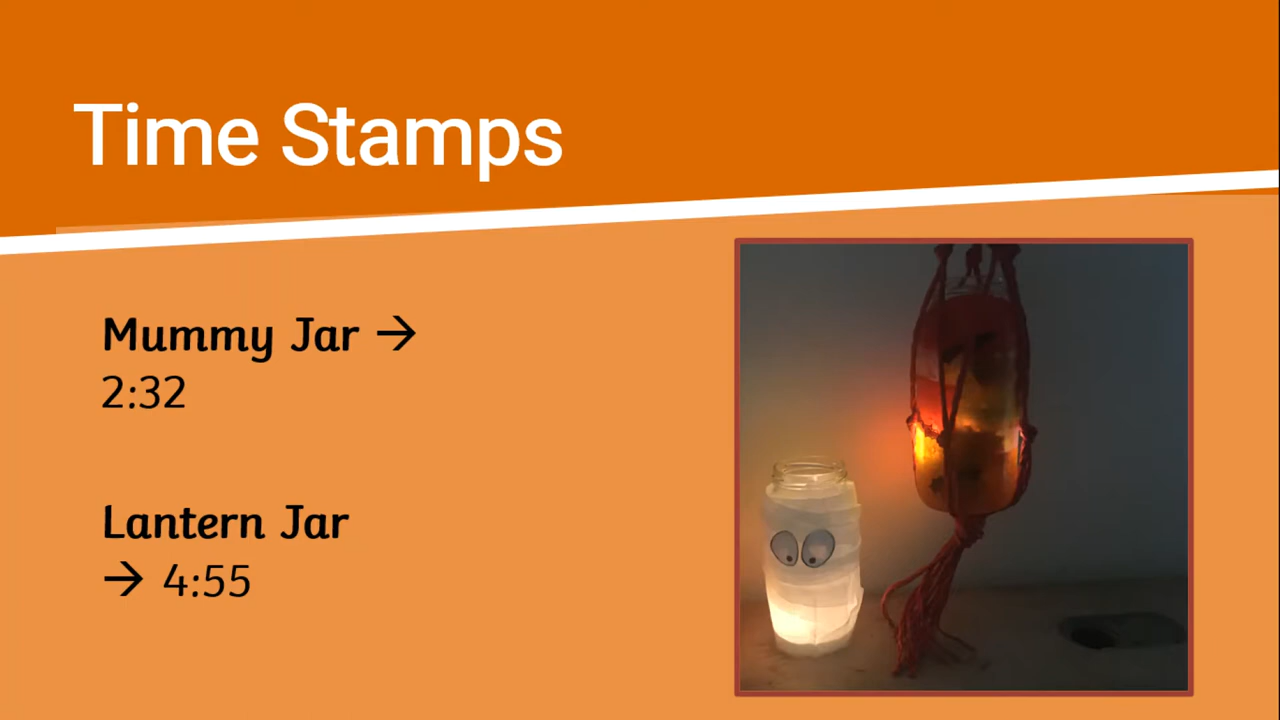 Time Stamps
Mummy Jar →
2:32
Lantern Jar
→ 4:55